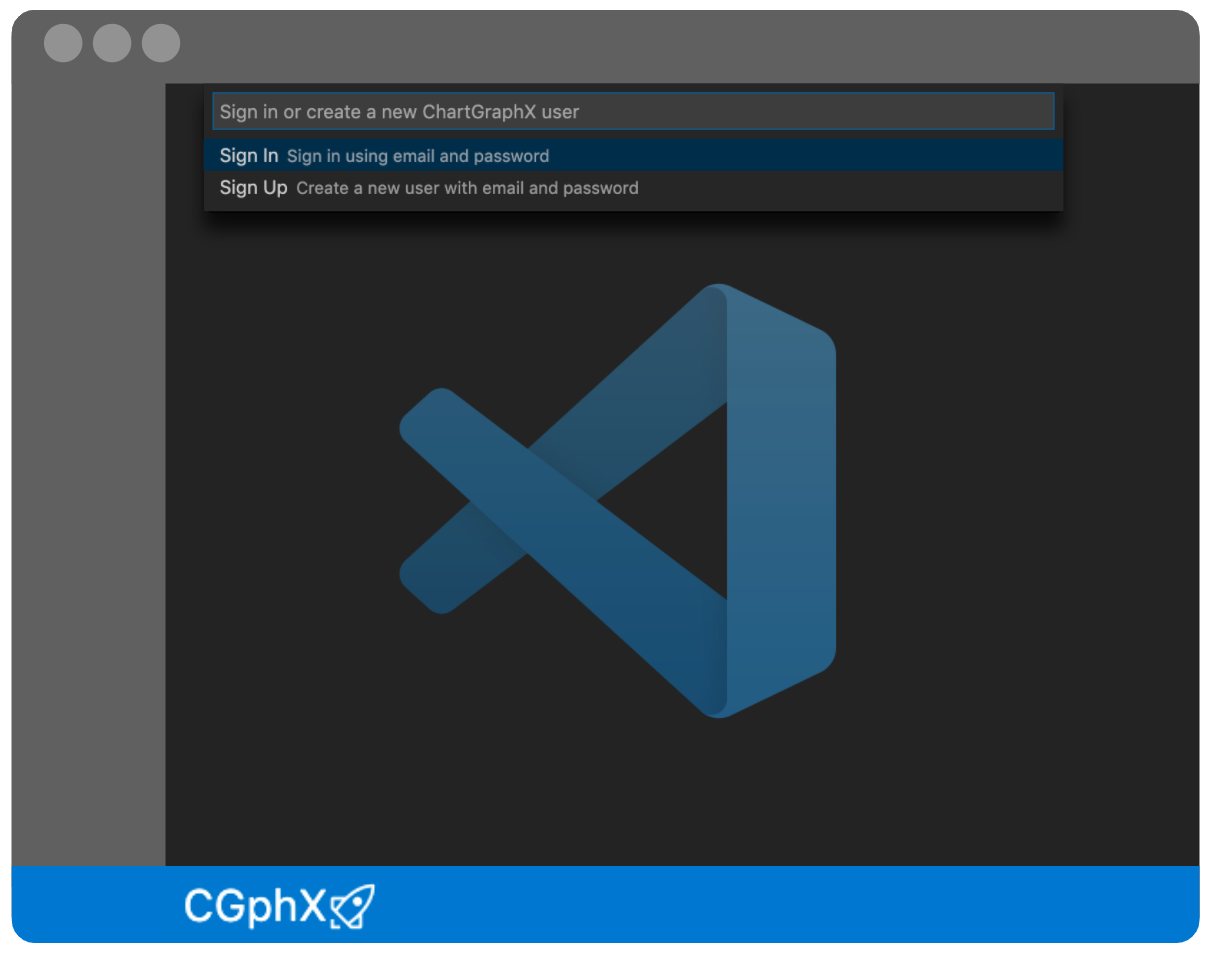 Sign in or create a new ChartGraphX user
Sign In Sign in using email and password
Sign Up Create a new user with email and password
CGphX